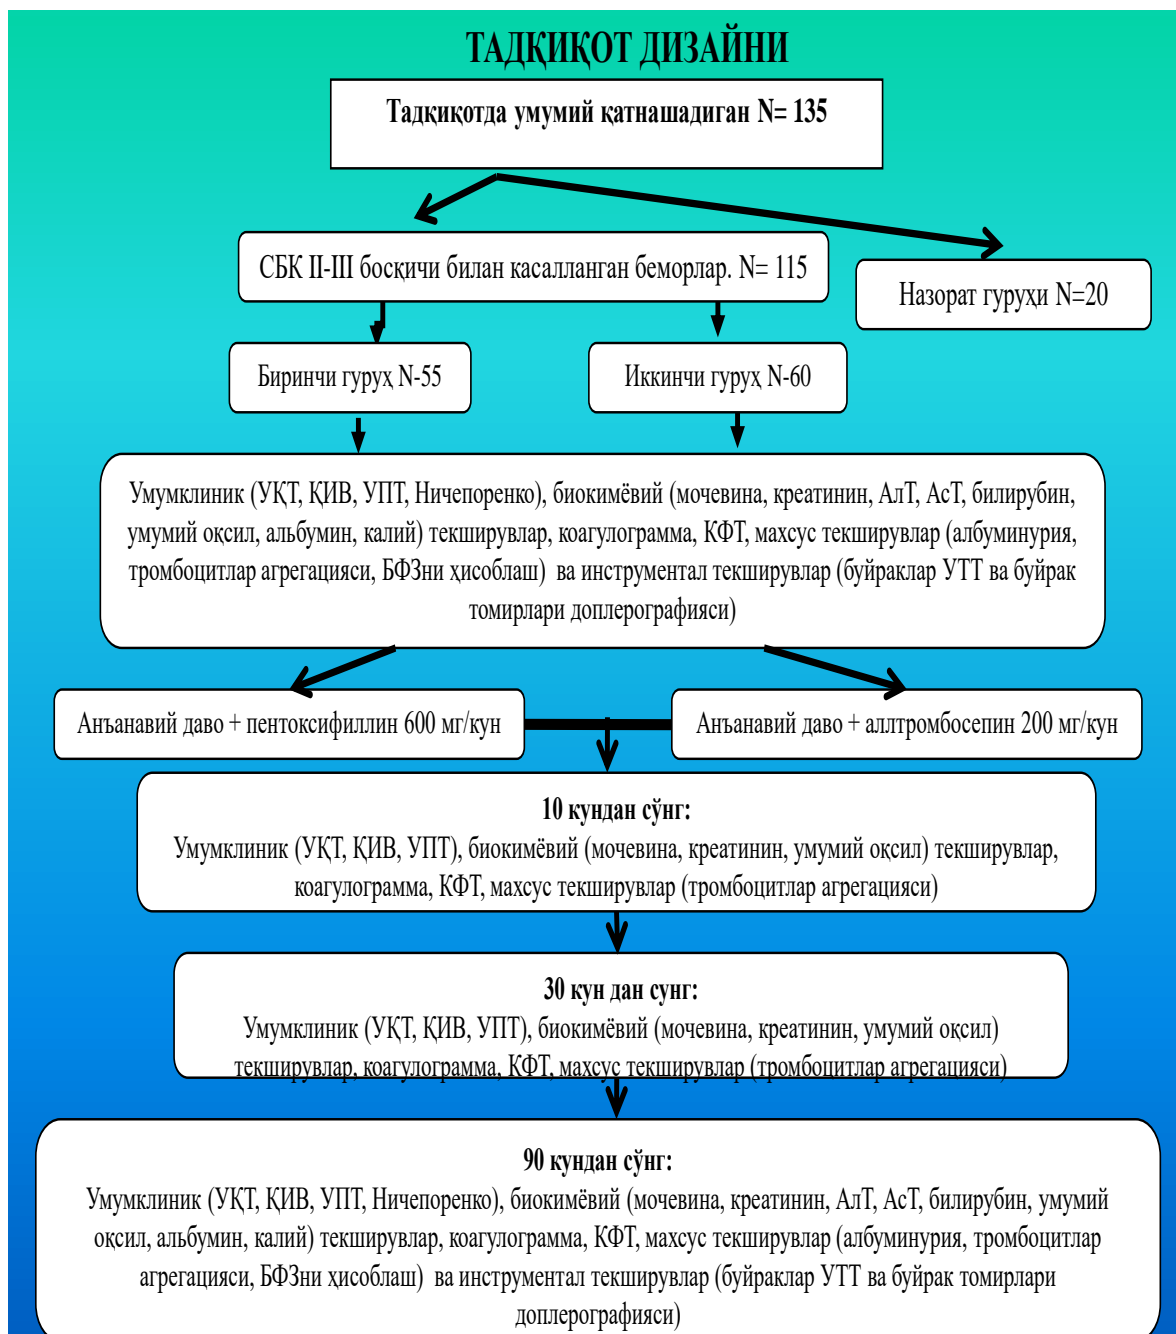 ТАДҚИҚОТ ДИЗАЙНИ
Тадқиқотда умумий қатнашадиган N= 135
СБК II-III босқичи билан касалланган беморлар. N= 115
Назорат гуруҳи N=20
Биринчи гуруҳ N-55
Иккинчи гуруҳ N-60
Умумклиник (УҚТ, ҚИВ, УПТ, Ничепоренко), биокимёвий (мочевина, креатинин, АлТ, АсТ, билирубин,
умумий оқсил, альбумин, калий) текширувлар, коагулограмма, КФТ, махсус текширувлар (албуминурия,
тромбоцитлар агрегацияси, БФЗни ҳисоблаш) ва инструментал текширувлар (буйраклар УТТ ва буйрак
томирлари доплерографияси)
Анъанавий даво + пентоксифиллин 600 мг/кун
Анъанавий даво + аллтромбосепин 200 мг/кун
10 кундан сўнг:
Умумклиник (УҚТ, ҚИВ, УПТ), биокимёвий (мочевина, креатинин, умумий оқсил) текширувлар,
коагулограмма, КФТ, махсус текширувлар (тромбоцитлар агрегацияси)
30 кун дан сунг:
Умумклиник (УҚТ, ҚИВ, УПТ), биокимёвий (мочевина, креатинин, умумий оқсил)
текширувлар, коагулограмма, КФТ, махсус текширувлар (тромбоцитлар агрегацияси)
90 кундан сўнг:
Умумклиник (УҚТ, ҚИВ, УПТ, Ничепоренко), биокимёвий (мочевина, креатинин, АлТ, АсТ, билирубин, умумий
оқсил, альбумин, калий) текширувлар, коагулограмма, КФТ, махсус текширувлар (албуминурия, тромбоцитлар
агрегацияси, БФЗни ҳисоблаш) ва инструментал текширувлар (буйраклар УТТ ва буйрак томирлари
доплерографияси)